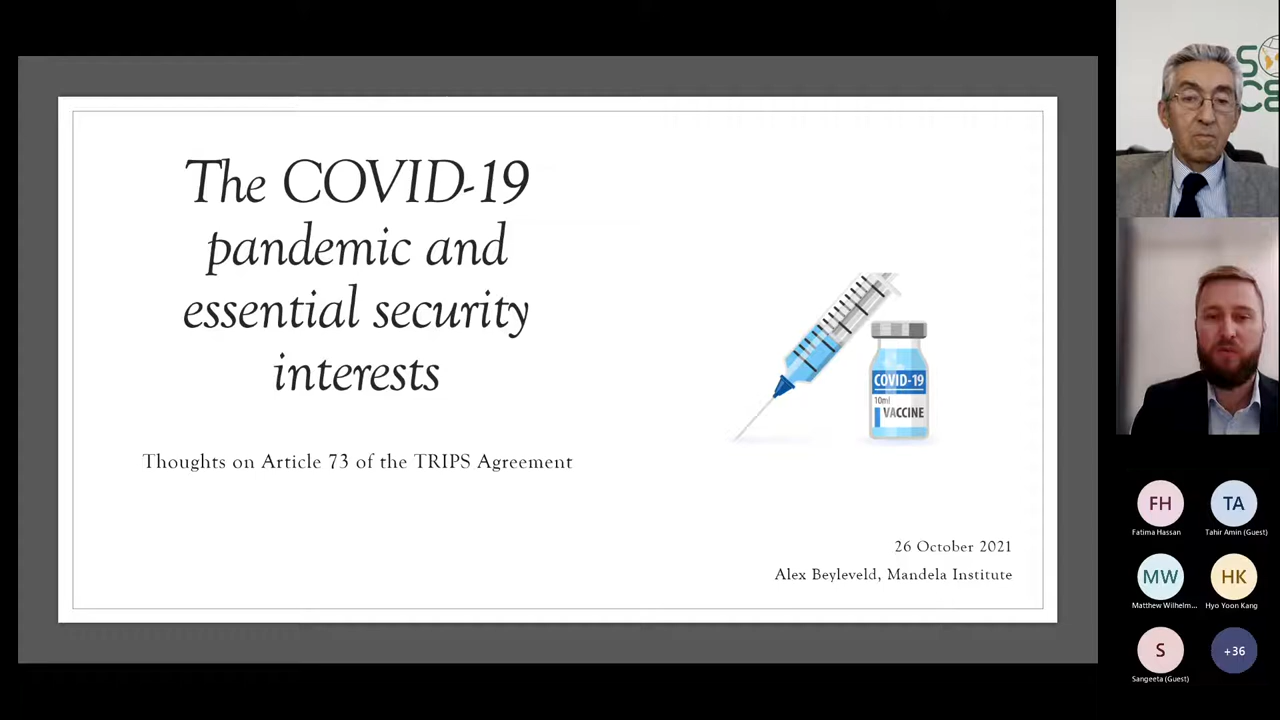 The COVID-19
pandemic and
essential security
interests
Thoughts on Article 73 of the TRIPS Agreement
COVID-19
10ml
VACCINE
26 October 2021
Alex Beyleveld, Mandela Institute
FH
TA
Fatima Hassan
Tahir Amin (Guest)
MW
HK
Matthew Wilhelm...
Hyo Yoon Kang
S
+36
Sangeeta (Guest)